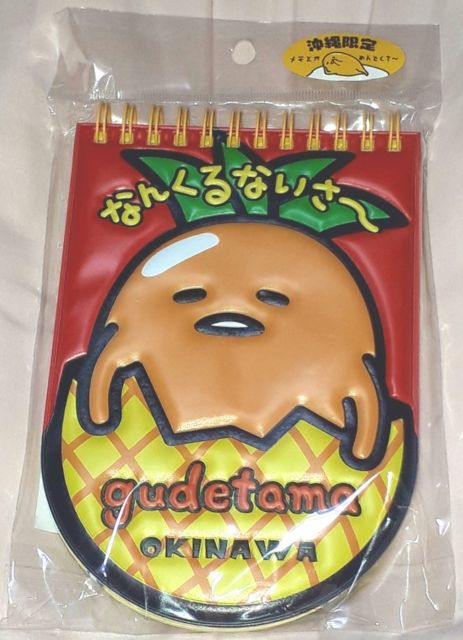 沖縄限定
メモとか めんどくさ〜
なんくるないさ〜
gudetama
OKINAWA